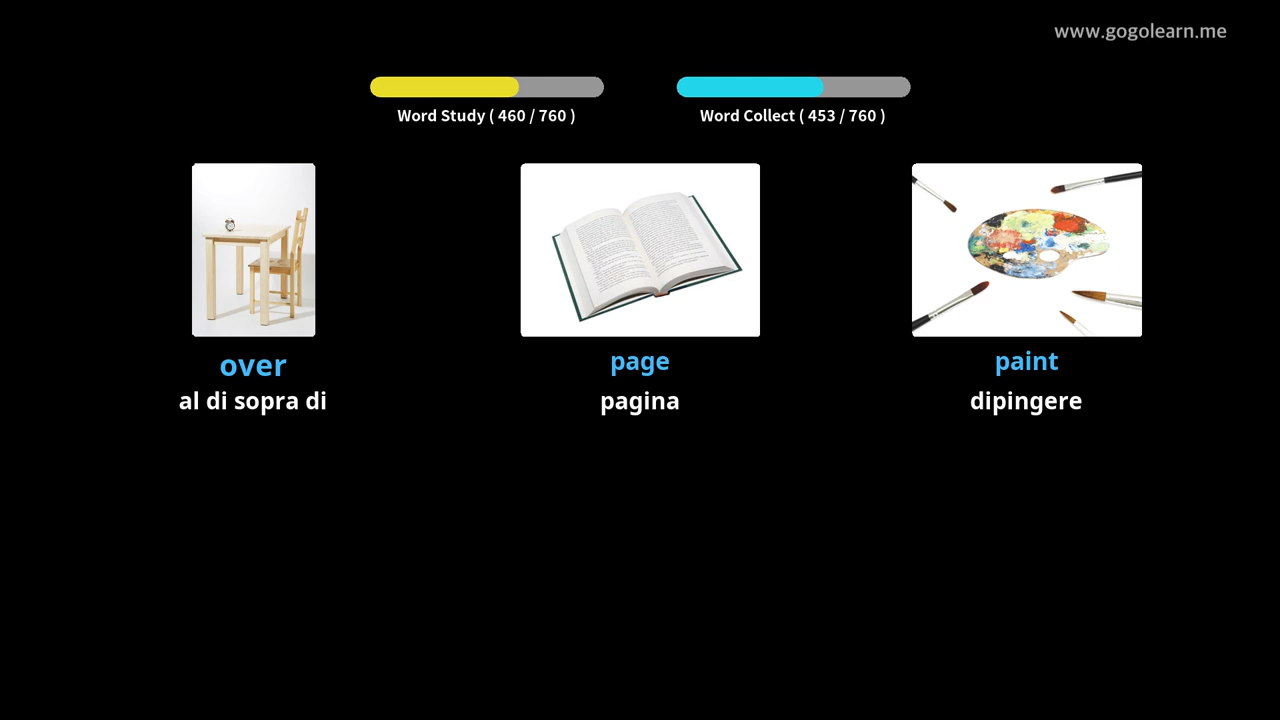 www.gogolearn.me
Word Study ( 460 / 760 )
Word Collect ( 453 / 760 )
over
al di sopra di
page
pagina
paint
dipingere